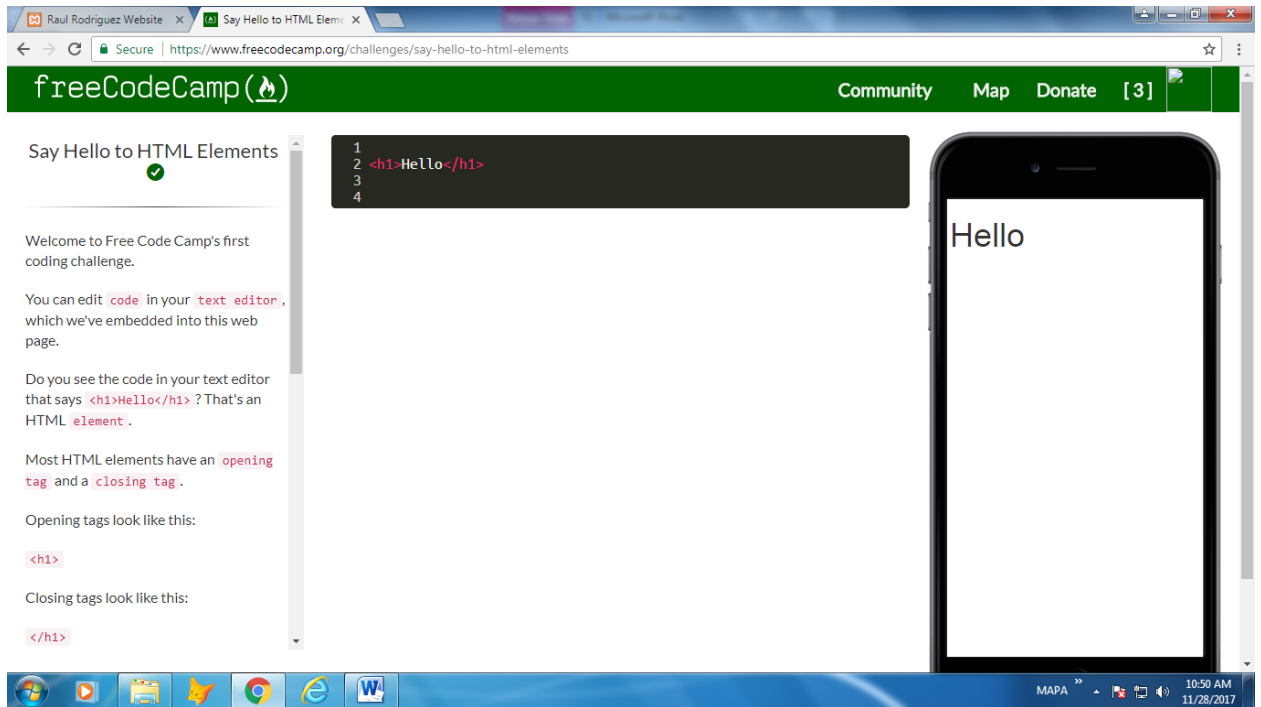 Raul Rodriguez Website
Say Hello to HTML Eleme
Secure | https://www.freecodecamp.org/challenges/say-hello-to-html-elements
freeCodeCamp(🔥)
Community Map Donate [3]
Say Hello to HTML Elements
Welcome to Free Code Camp's first
coding challenge.
You can edit code in your text editor,
which we've embedded into this web
page.
Do you see the code in your text editor
that says <h1>Hello</h1> ? That's an
HTML element.
Most HTML elements have an opening
tag and a closing tag.
Opening tags look like this:
<h1>
Closing tags look like this:
</h1>
1
2 <h1>Hello</h1>
3
4
Hello
MAPA »
10:50 AM
11/28/2017